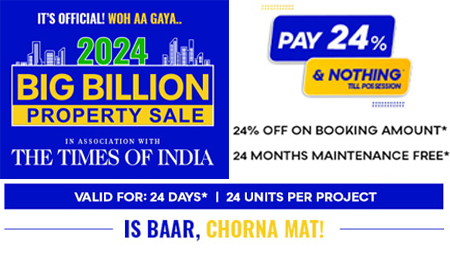 IT'S OFFICIAL! WOH AA GAYA..
2024
BIG BILLION
PROPERTY SALE
IN ASSOCIATION WITH
THE TIMES OF INDIA
PAY 24%
& NOTHING*
TILL POSSESSION
24% OFF ON BOOKING AMOUNT*
24 MONTHS MAINTENANCE FREE*
VALID FOR: 24 DAYS* | 24 UNITS PER PROJECT
IS BAAR, CHORNA MAT!